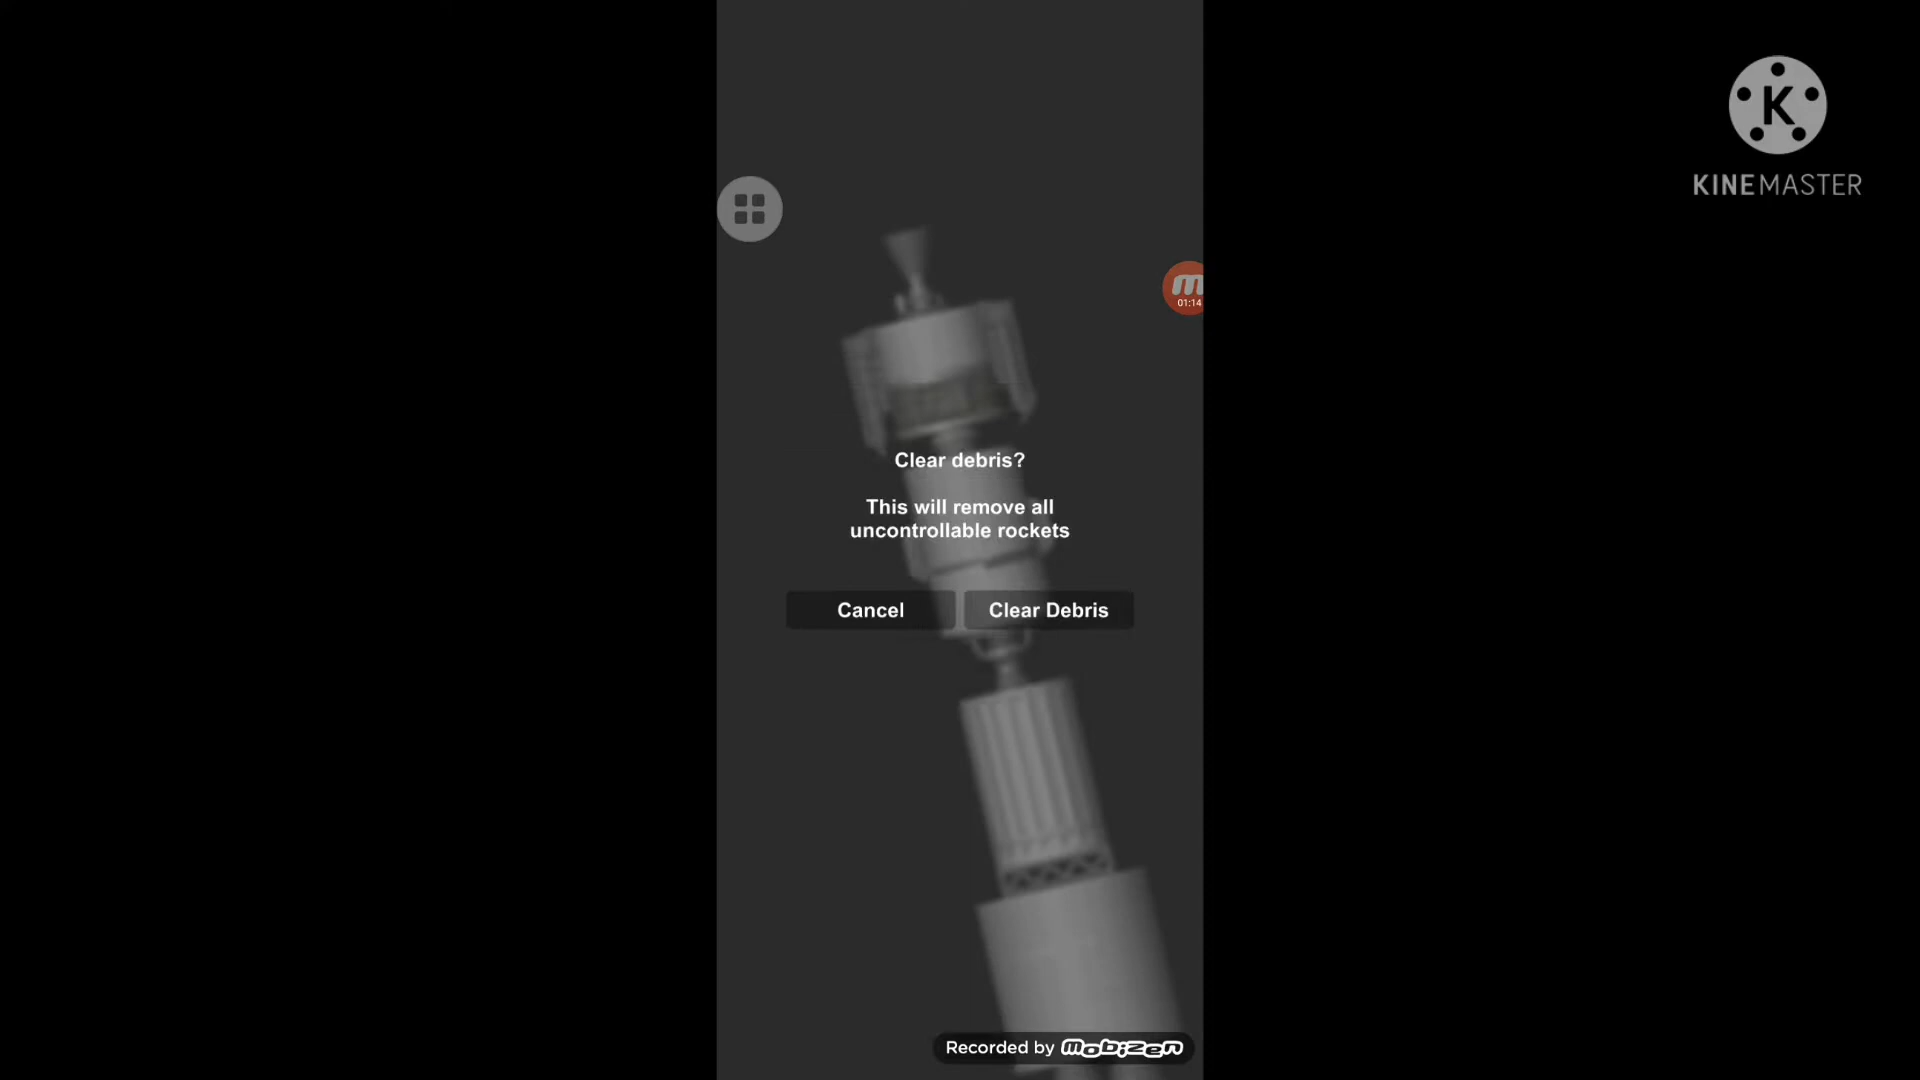 K
KINEMASTER
m
01:14
Clear debris?
This will remove all
uncontrollable rockets
Cancel
Clear Debris
Recorded by mobizen